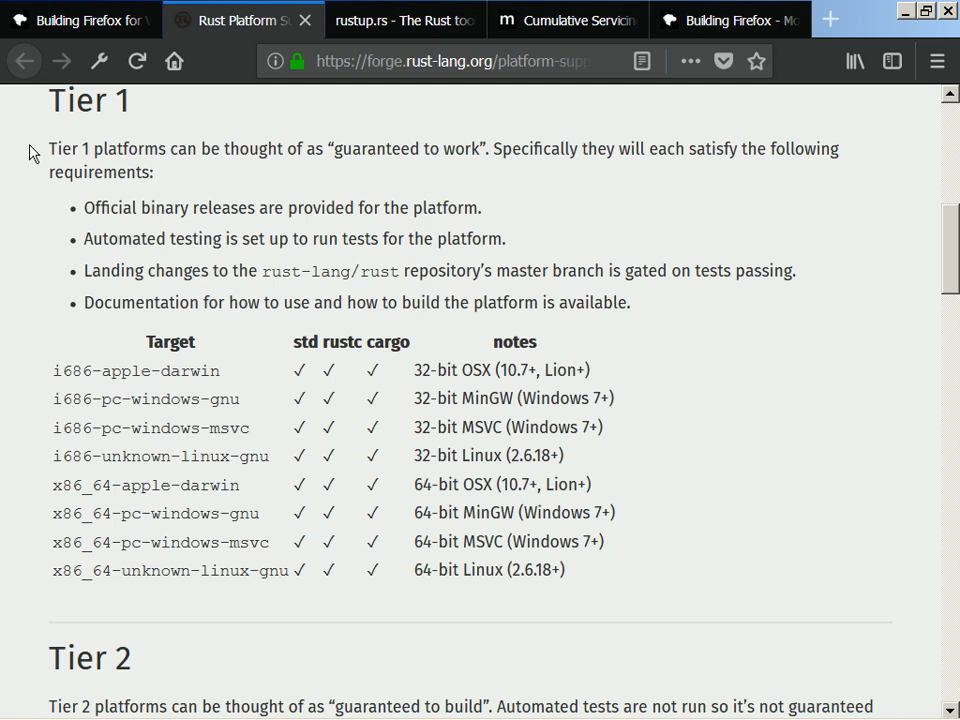 Building Firefox for
Rust Platform Su
rustup.rs - The Rust too
m Cumulative Servicin
Building Firefox - Mo
https://forge.rust-lang.org/platform-supp
Tier 1
Tier 1 platforms can be thought of as “guaranteed to work”. Specifically they will each satisfy the following
requirements:
• Official binary releases are provided for the platform.
• Automated testing is set up to run tests for the platform.
• Landing changes to the rust-lang/rust repository’s master branch is gated on tests passing.
• Documentation for how to use and how to build the platform is available.
Target std rustc cargo notes
i686-apple-darwin ✓ ✓ ✓ 32-bit OSX (10.7+, Lion+)
i686-pc-windows-gnu ✓ ✓ ✓ 32-bit MinGW (Windows 7+)
i686-pc-windows-msvc ✓ ✓ ✓ 32-bit MSVC (Windows 7+)
i686-unknown-linux-gnu ✓ ✓ ✓ 32-bit Linux (2.6.18+)
x86_64-apple-darwin ✓ ✓ ✓ 64-bit OSX (10.7+, Lion+)
x86_64-pc-windows-gnu ✓ ✓ ✓ 64-bit MinGW (Windows 7+)
x86_64-pc-windows-msvc ✓ ✓ ✓ 64-bit MSVC (Windows 7+)
x86_64-unknown-linux-gnu ✓ ✓ ✓ 64-bit Linux (2.6.18+)
Tier 2
Tier 2 platforms can be thought of as “guaranteed to build”. Automated tests are not run so it’s not guaranteed